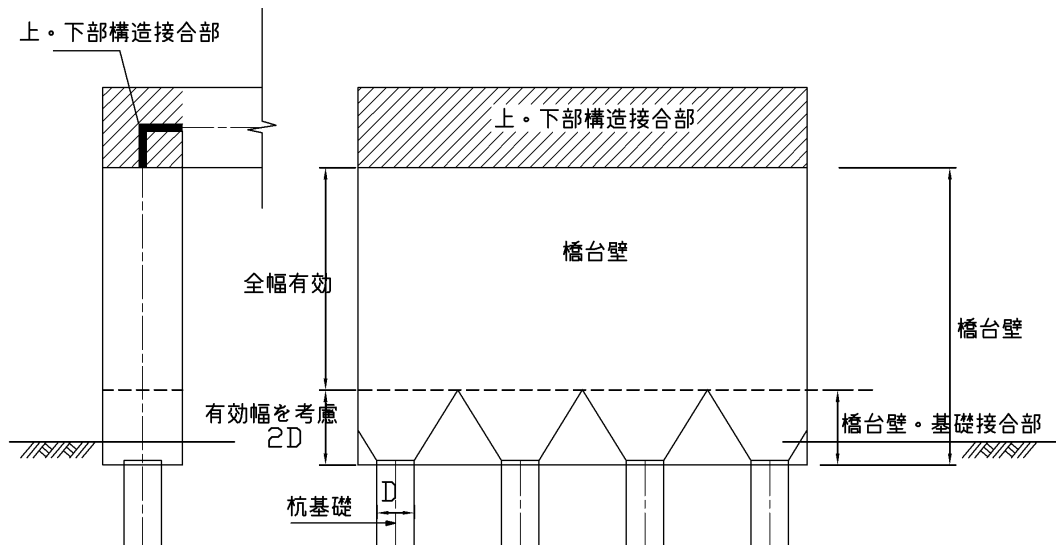 上。下部構造接合部
上。下部構造接合部
橋台壁
全幅有効
橋台壁
有効幅を考慮
2D
橋台壁。基礎接合部
D
杭基礎